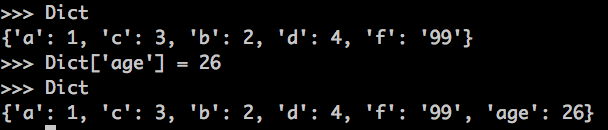 >>> Dict
{'a': 1, 'c': 3, 'b': 2, 'd': 4, 'f': '99'}
>>> Dict['age'] = 26
>>> Dict
{'a': 1, 'c': 3, 'b': 2, 'd': 4, 'f': '99', 'age': 26}